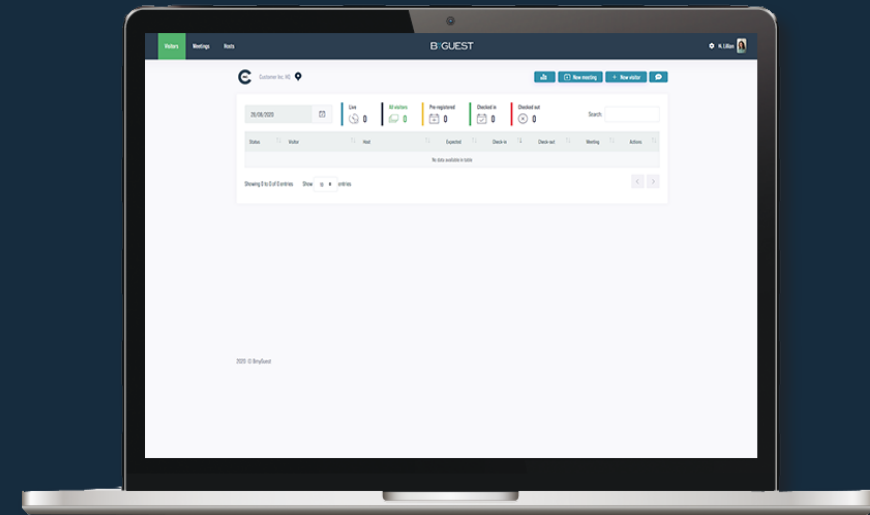 Visitors Meetings Hosts
B GUEST
N. Lillian
Customer Inc. HQ
New meeting
+ New visitor
26/08/2020
Live 0
All visitors 0
Pre-registered 0
Checked in 0
Checked out 0
Search:
Status Visitor Host Expected Check-in Check-out Meeting Actions
No data available in table
Showing 0 to 0 of 0 entries Show 10 entries
2020 © BmyGuest